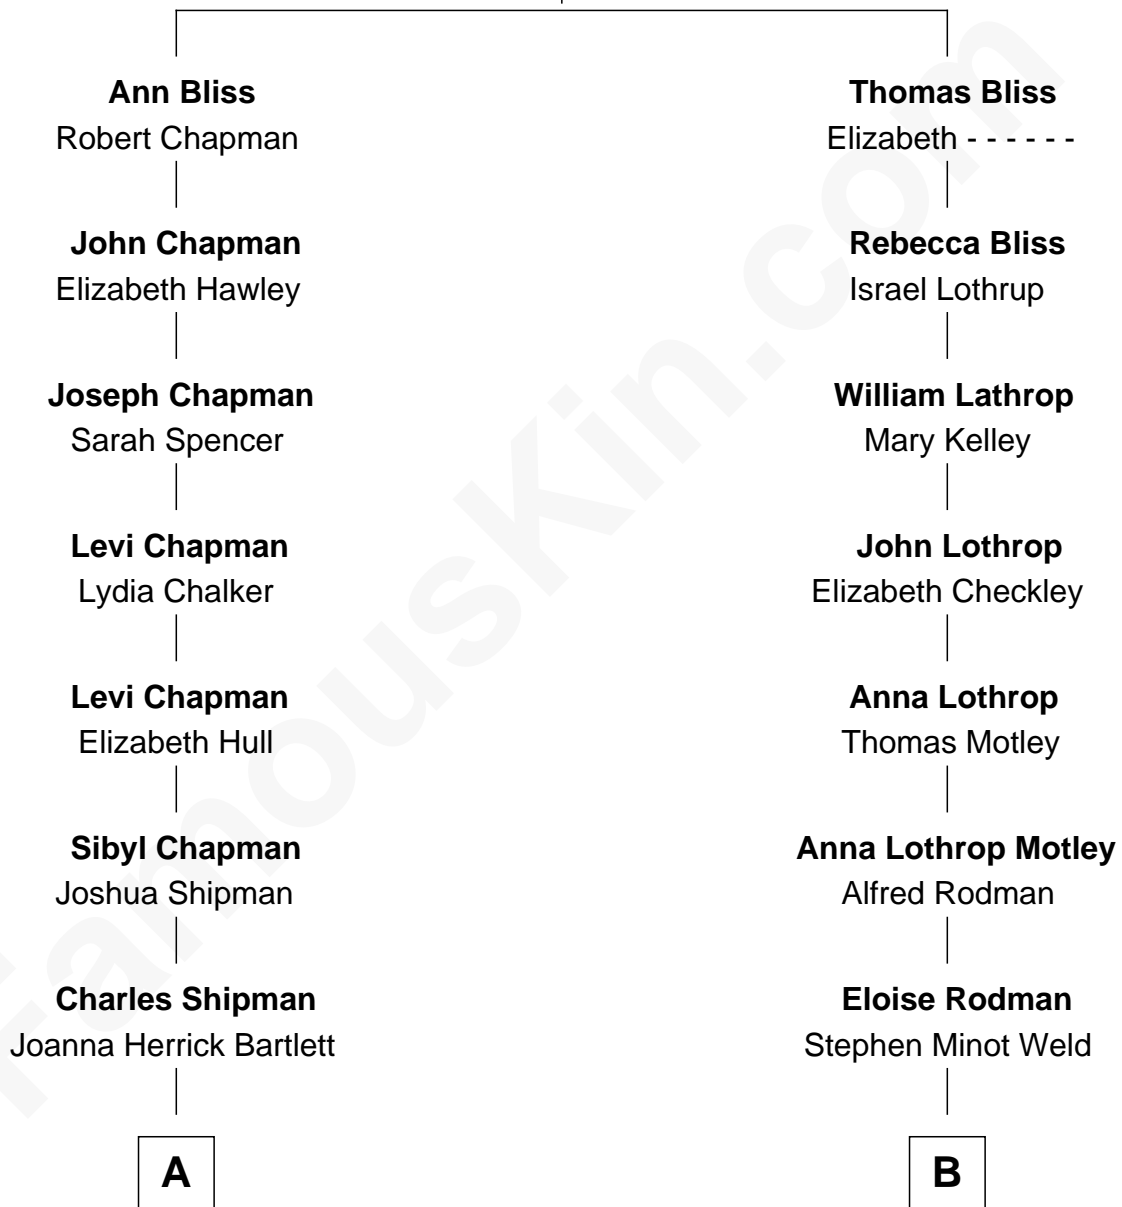 Ann Bliss
Robert Chapman
John Chapman
Elizabeth Hawley
Joseph Chapman
Sarah Spencer
Levi Chapman
Lydia Chalker
Levi Chapman
Elizabeth Hull
Sibyl Chapman
Joshua Shipman
Charles Shipman
Joanna Herrick Bartlett
A
Thomas Bliss
Elizabeth - - - - - -
Rebecca Bliss
Israel Lothrup
William Lathrop
Mary Kelley
John Lothrop
Elizabeth Checkley
Anna Lothrop
Thomas Motley
Anna Lothrop Motley
Alfred Rodman
Eloise Rodman
Stephen Minot Weld
B
FamousKin.com